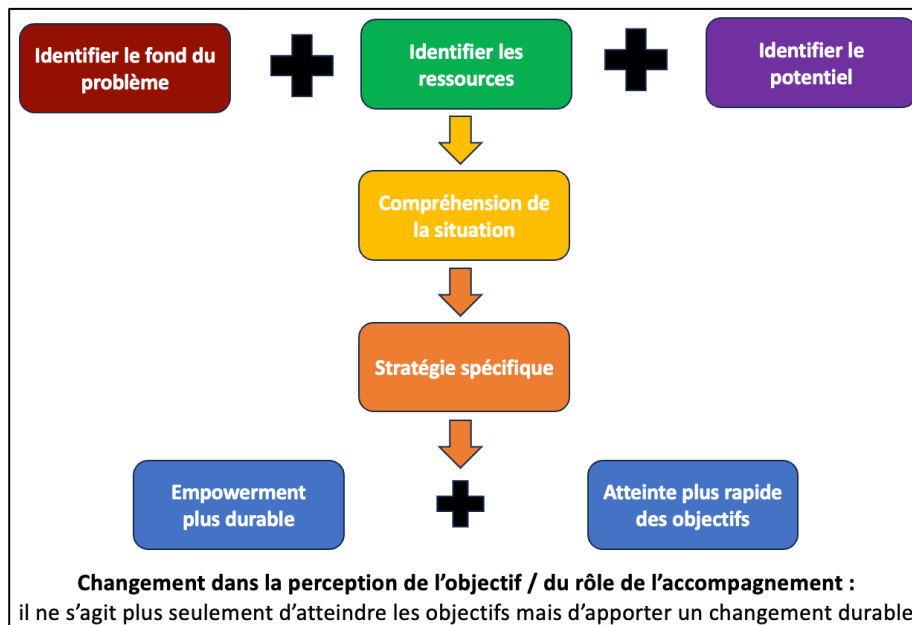 Identifier le fond du
problème
Identifier les
ressources
Identifier le
potentiel
Compréhension de
la situation
Stratégie spécifique
Empowerment
plus durable
Atteinte plus rapide
des objectifs
Changement dans la perception de l’objectif / du rôle de l’accompagnement :
il ne s’agit plus seulement d’atteindre les objectifs mais d’apporter un changement durable